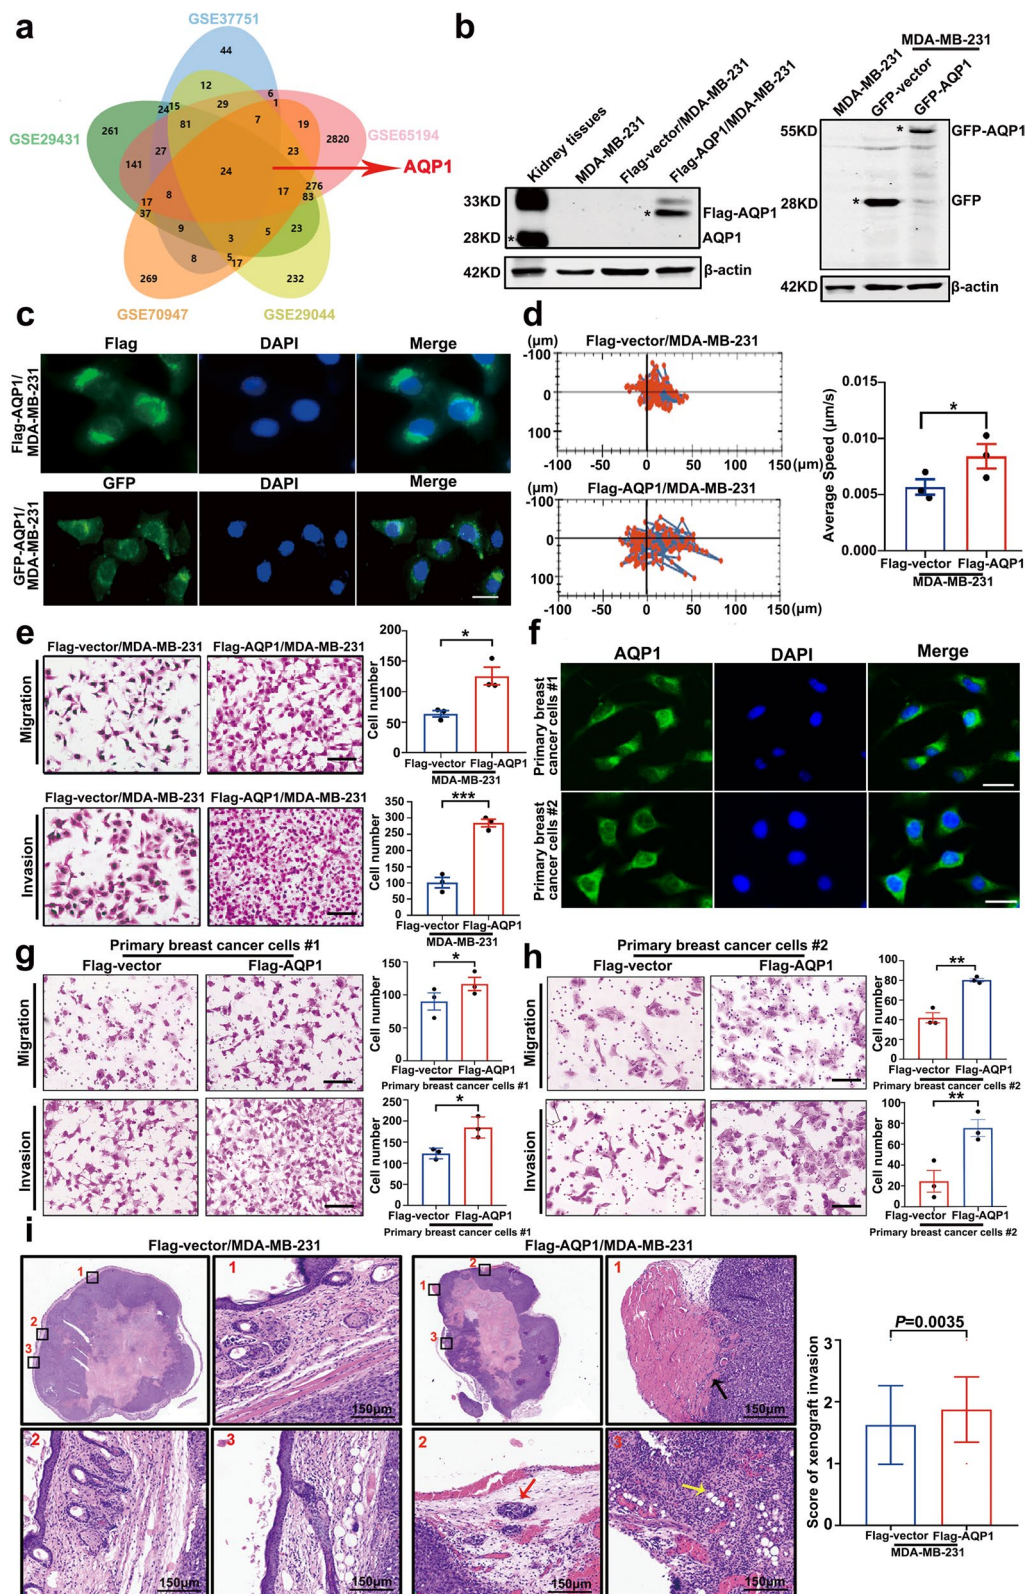 a
GSE37751
44
12
6
1
24
15
29
7
19
261
81
GSE29431
2820
GSE65194
27
23
141
24
AQP1
8
17
276
83
17
37
9
3
5
23
8
5
17
269
232
GSE70947
GSE29044
b
Kidney tissues
MDA-MB-231
Flag-vector/MDA-MB-231
Flag-AQP1/MDA-MB-231
33KD
* Flag-AQP1
28KD * AQP1
42KD β-actin
MDA-MB-231
MDA-MB-231
GFP-vector
GFP-AQP1
55KD * GFP-AQP1
28KD * GFP
42KD β-actin
c
Flag DAPI Merge
Flag-AQP1/
MDA-MB-231
GFP DAPI Merge
GFP-AQP1/
MDA-MB-231
d
(μm) Flag-vector/MDA-MB-231
-100
0
100
-100 -50 0 50 100 150 (μm)
(μm)
-100 Flag-AQP1/MDA-MB-231
0
100
-100 -50 0 50 100 150 (μm)
Average Speed (μm/s)
0.015
0.010
0.005
0.000
*
Flag-vector Flag-AQP1
MDA-MB-231
e
Flag-vector/MDA-MB-231 Flag-AQP1/MDA-MB-231
Migration
Cell number
200
150
100
50
0
*
Flag-vector Flag-AQP1
MDA-MB-231
Flag-vector/MDA-MB-231 Flag-AQP1/MDA-MB-231
Invasion
Cell number
350
300
250
200
150
100
50
0
***
Flag-vector Flag-AQP1
MDA-MB-231
f
AQP1 DAPI Merge
Primary breast
cancer cells #1
Primary breast
cancer cells #2
g
Primary breast cancer cells #1
Flag-vector Flag-AQP1
Migration
Cell number
150
100
50
0
*
Flag-vector Flag-AQP1
Primary breast cancer cells #1
Invasion
Cell number
250
200
150
100
50
0
*
Flag-vector Flag-AQP1
Primary breast cancer cells #1
h
Primary breast cancer cells #2
Flag-vector Flag-AQP1
Migration
Cell number
100
80
60
40
20
0
**
Flag-vector Flag-AQP1
Primary breast cancer cells #2
Invasion
Cell number
100
80
60
40
20
0
**
Flag-vector Flag-AQP1
Primary breast cancer cells #2
i
Flag-vector/MDA-MB-231
1
2
3
1
150μm
2
150μm
3
150μm
Flag-AQP1/MDA-MB-231
1
2
3
1
150μm
2
150μm
3
150μm
Score of xenograft invasion
3
2
1
0
P=0.0035
Flag-vector Flag-AQP1
MDA-MB-231